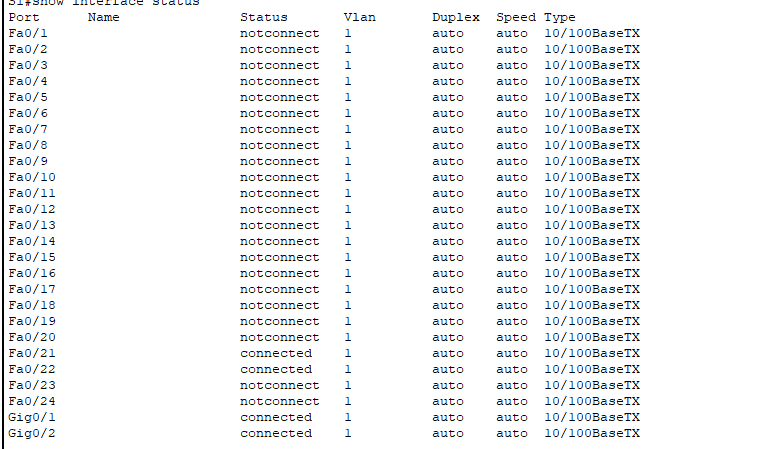 S1#show interface status
Port      Name               Status       Vlan       Duplex  Speed Type
Fa0/1                        notconnect   1          auto    auto  10/100BaseTX
Fa0/2                        notconnect   1          auto    auto  10/100BaseTX
Fa0/3                        notconnect   1          auto    auto  10/100BaseTX
Fa0/4                        notconnect   1          auto    auto  10/100BaseTX
Fa0/5                        notconnect   1          auto    auto  10/100BaseTX
Fa0/6                        notconnect   1          auto    auto  10/100BaseTX
Fa0/7                        notconnect   1          auto    auto  10/100BaseTX
Fa0/8                        notconnect   1          auto    auto  10/100BaseTX
Fa0/9                        notconnect   1          auto    auto  10/100BaseTX
Fa0/10                       notconnect   1          auto    auto  10/100BaseTX
Fa0/11                       notconnect   1          auto    auto  10/100BaseTX
Fa0/12                       notconnect   1          auto    auto  10/100BaseTX
Fa0/13                       notconnect   1          auto    auto  10/100BaseTX
Fa0/14                       notconnect   1          auto    auto  10/100BaseTX
Fa0/15                       notconnect   1          auto    auto  10/100BaseTX
Fa0/16                       notconnect   1          auto    auto  10/100BaseTX
Fa0/17                       notconnect   1          auto    auto  10/100BaseTX
Fa0/18                       notconnect   1          auto    auto  10/100BaseTX
Fa0/19                       notconnect   1          auto    auto  10/100BaseTX
Fa0/20                       notconnect   1          auto    auto  10/100BaseTX
Fa0/21                       connected    1          auto    auto  10/100BaseTX
Fa0/22                       connected    1          auto    auto  10/100BaseTX
Fa0/23                       notconnect   1          auto    auto  10/100BaseTX
Fa0/24                       notconnect   1          auto    auto  10/100BaseTX
Gig0/1                       connected    1          auto    auto  10/100BaseTX
Gig0/2                       connected    1          auto    auto  10/100BaseTX